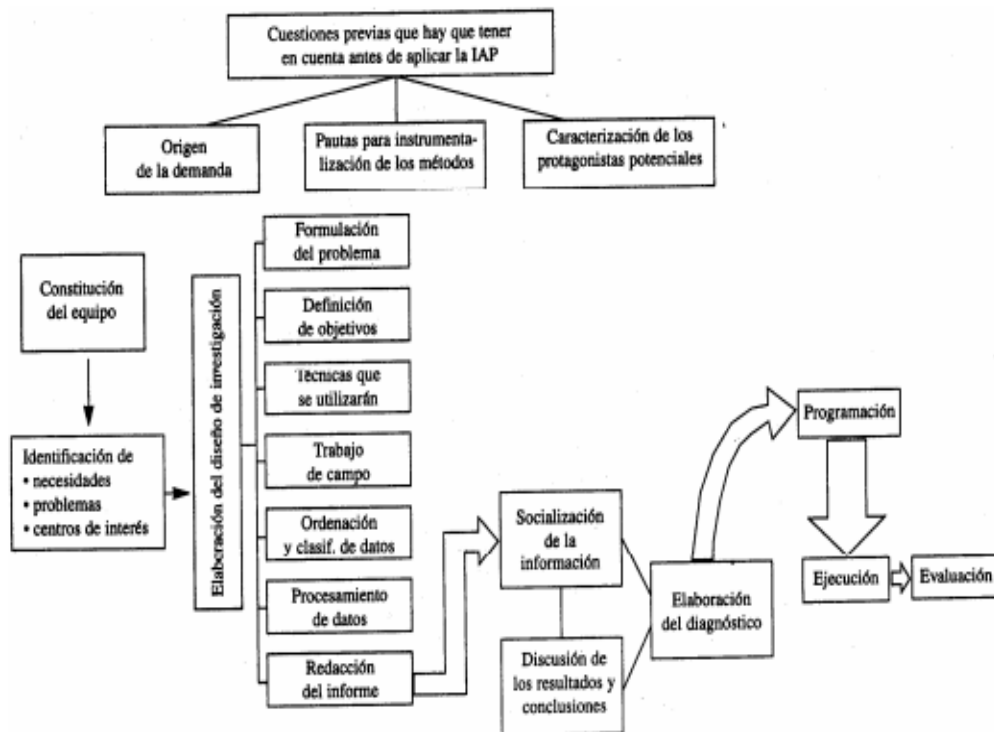 Cuestiones previas que hay que tener
en cuenta antes de aplicar la IAP
Origen
de la demanda
Pautas para instrumenta-
lización de los métodos
Caracterización de los
protagonistas potenciales
Constitución
del equipo
Identificación de
• necesidades
• problemas
• centros de interés
Elaboración del diseño de investigación
Formulación
del problema
Definición
de objetivos
Técnicas que
se utilizarán
Trabajo
de campo
Ordenación
y clasif. de datos
Procesamiento
de datos
Redacción
del informe
Socialización
de la
información
Discusión de
los resultados y
conclusiones
Elaboración
del diagnóstico
Programación
Ejecución
Evaluación